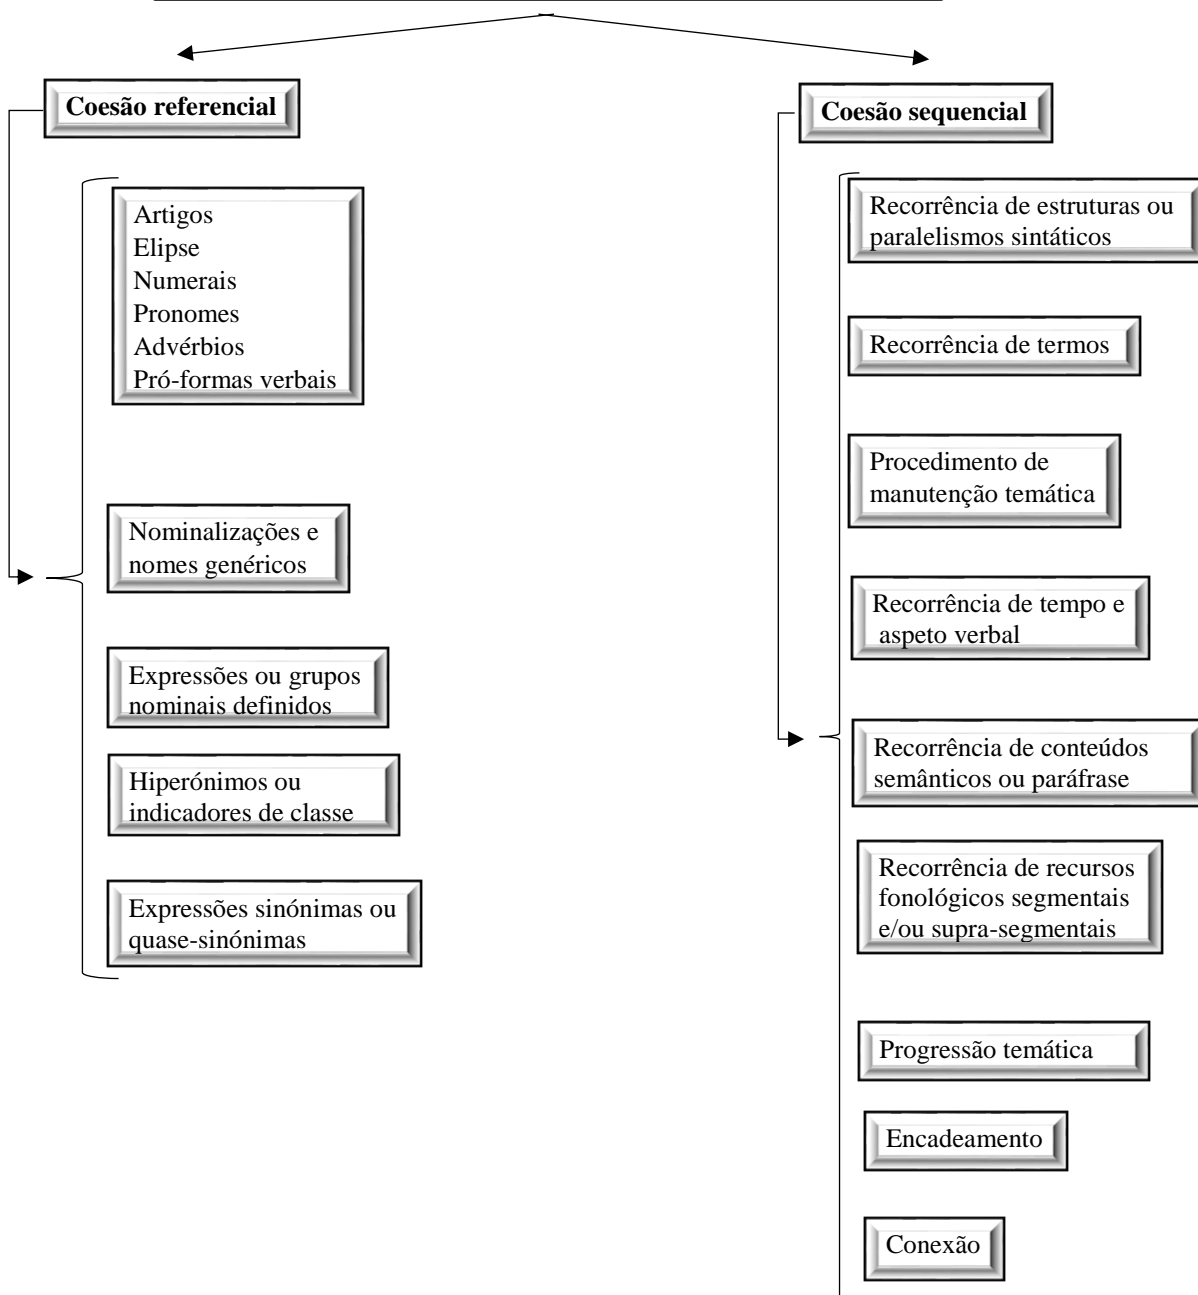 Coesão referencial
Artigos
Elipse
Numerais
Pronomes
Advérbios
Pró-formas verbais
Nominalizações e
nomes genéricos
Expressões ou grupos
nominais definidos
Hiperónimos ou
indicadores de classe
Expressões sinónimas ou
quase-sinónimas
Coesão sequencial
Recorrência de estruturas ou
paralelismos sintáticos
Recorrência de termos
Procedimento de
manutenção temática
Recorrência de tempo e
aspeto verbal
Recorrência de conteúdos
semânticos ou paráfrase
Recorrência de recursos
fonológicos segmentais
e/ou supra-segmentais
Progressão temática
Encadeamento
Conexão